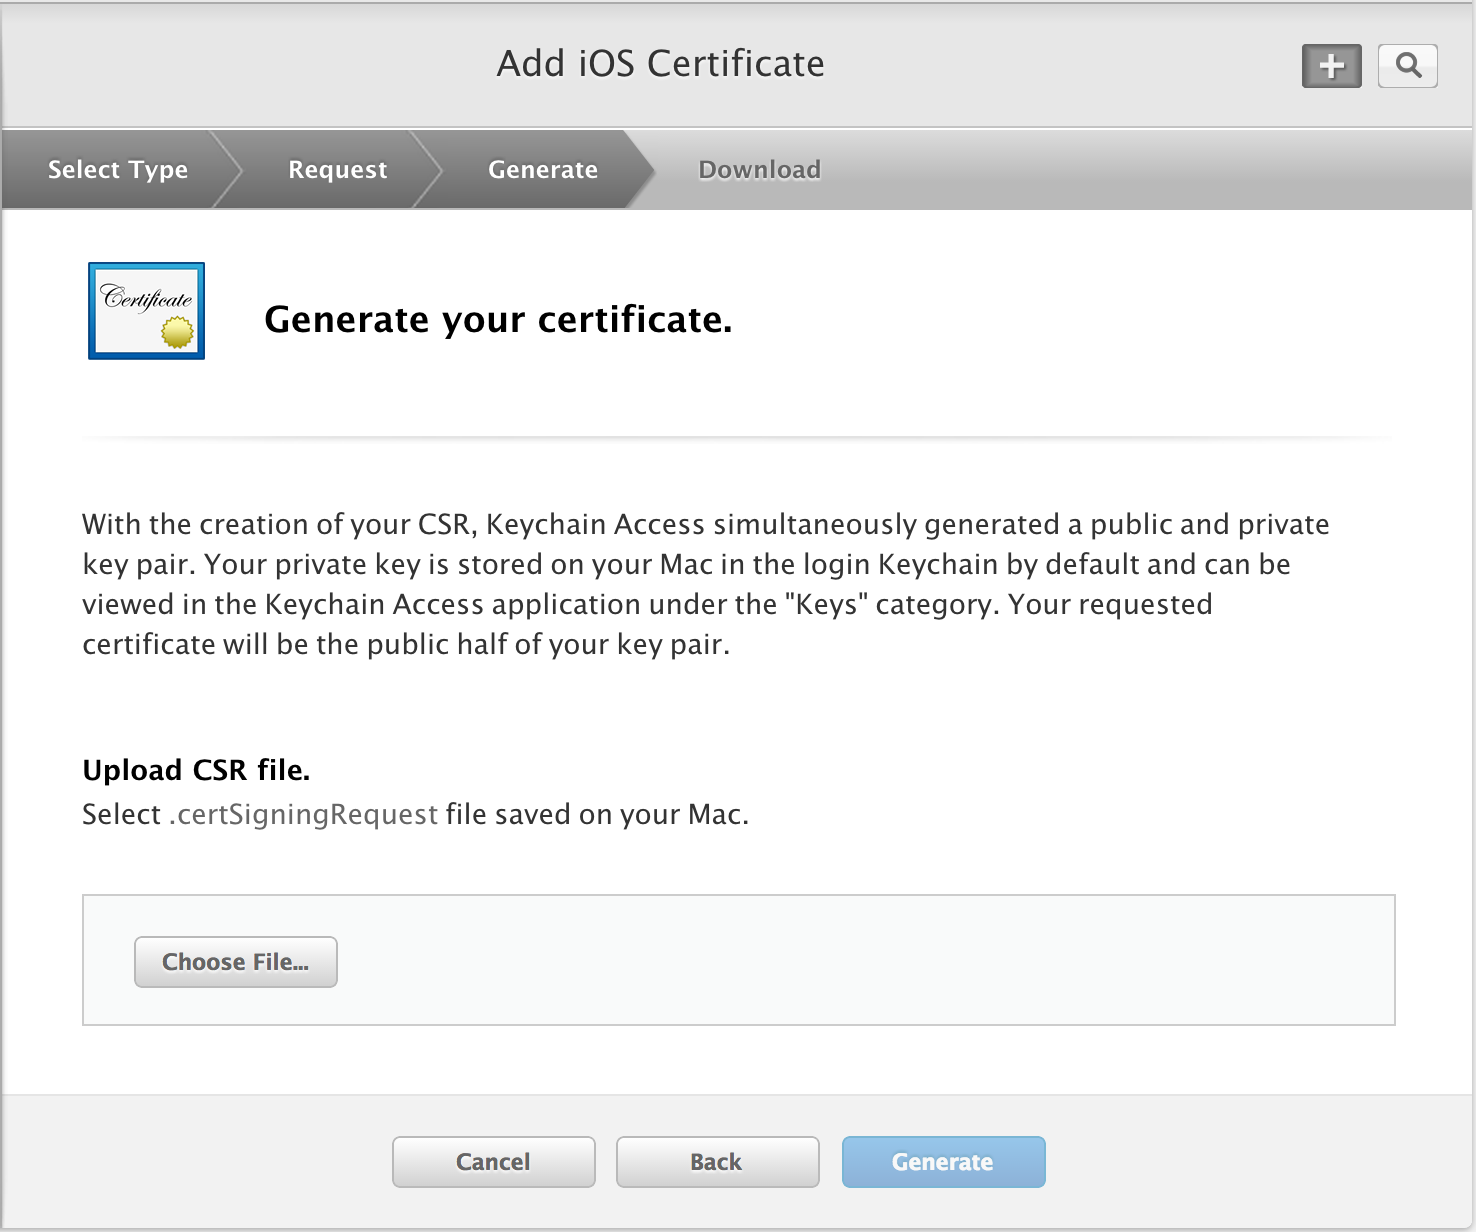 Add iOS Certificate
Select Type
Request
Generate
Download
Certificate
Generate your certificate.
With the creation of your CSR, Keychain Access simultaneously generated a public and private
key pair. Your private key is stored on your Mac in the login Keychain by default and can be
viewed in the Keychain Access application under the "Keys" category. Your requested
certificate will be the public half of your key pair.
Upload CSR file.
Select .certSigningRequest file saved on your Mac.
Choose File...
Cancel
Back
Generate